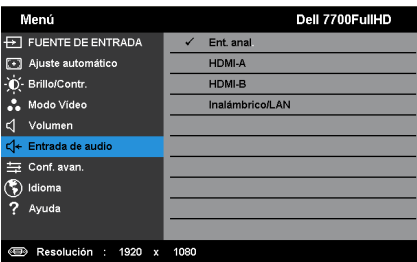 Menú Dell 7700FullHD
FUENTE DE ENTRADA ✓ Ent. anal.
Ajuste automático HDMI-A
Brillo/Contr. HDMI-B
Modo Vídeo Inalámbrico/LAN
Volumen
Entrada de audio
Conf. avan.
Idioma
? Ayuda
Resolución : 1920 x 1080